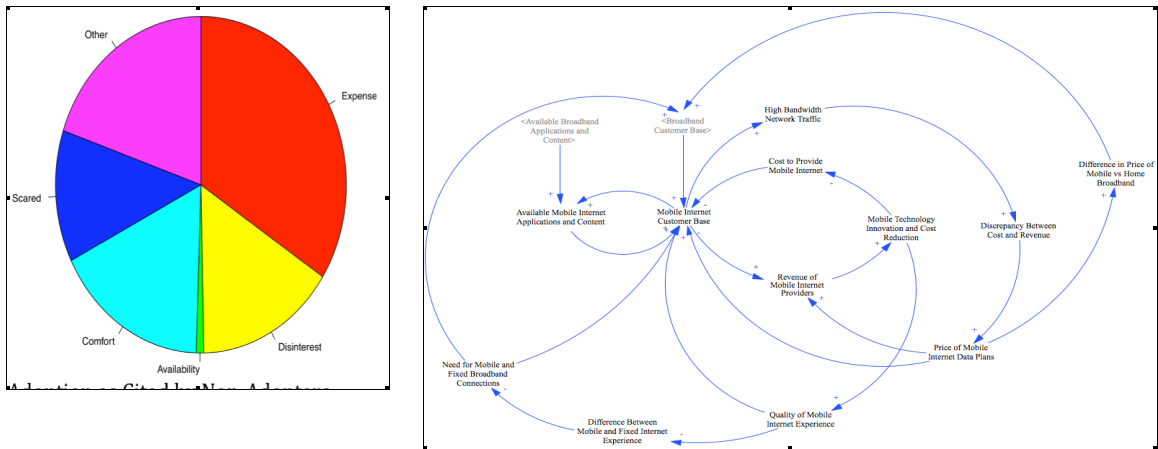 Other
Expense
Scared
Comfort
Disinterest
Availability
<Available Broadband
Applications and
Content>
<Broadband
Customer Base>
High Bandwidth
Network Traffic
Cost to Provide
Mobile Internet
Difference in Price of
Mobile vs Home
Broadband
Available Mobile Internet
Applications and Content
Mobile Internet
Customer Base
Mobile Technology
Innovation and Cost
Reduction
Discrepancy Between
Cost and Revenue
Revenue of
Mobile Internet
Providers
Price of Mobile
Internet Data Plans
Need for Mobile and
Fixed Broadband
Connections
Quality of Mobile
Internet Experience
Difference Between
Mobile and Fixed Internet
Experience